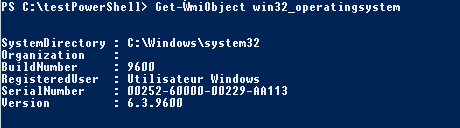 PS C:\testPowerShell> Get-WmiObject win32_operatingsystem
SystemDirectory : C:\Windows\system32
Organization :
BuildNumber : 9600
RegisteredUser : Utilisateur Windows
SerialNumber : 00252-60000-00229-AA113
Version : 6.3.9600